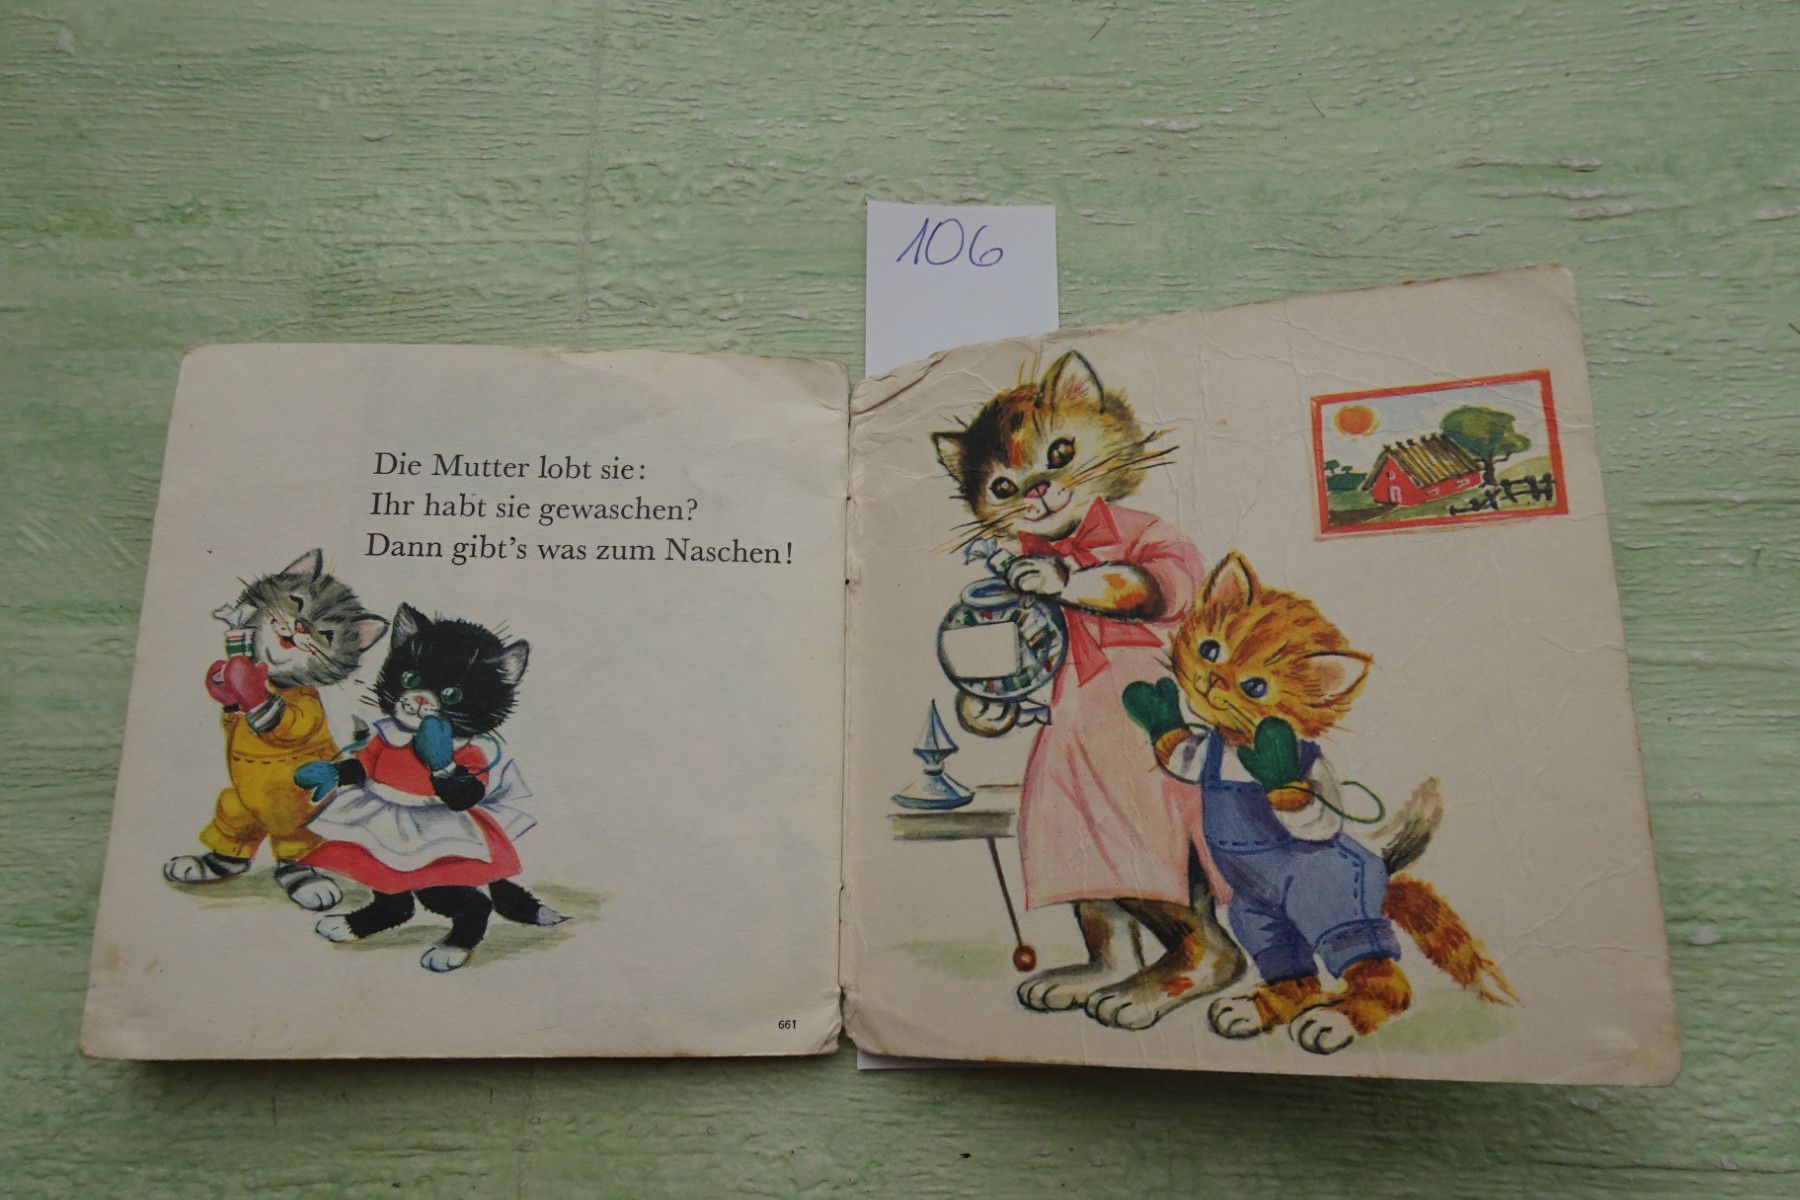 106
Die Mutter lobt sie:
Ihr habt sie gewaschen?
Dann gibt's was zum Naschen!
661